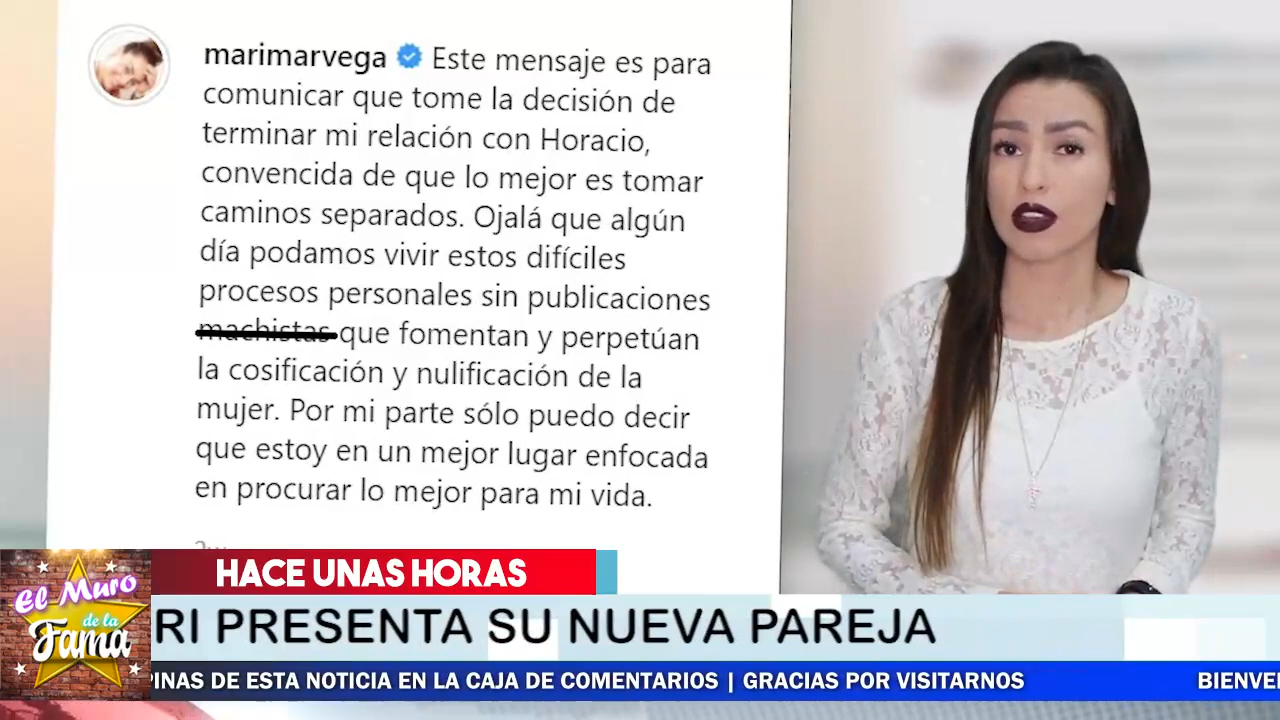 marimarvega Este mensaje es para
comunicar que tome la decisión de
terminar mi relación con Horacio,
convencida de que lo mejor es tomar
caminos separados. Ojalá que algún
día podamos vivir estos difíciles
procesos personales sin publicaciones
machistas que fomentan y perpetúan
la cosificación y nulificación de la
mujer. Por mi parte sólo puedo decir
que estoy en un mejor lugar enfocada
en procurar lo mejor para mi vida.
HACE UNAS HORAS
El Muro
de la
Fama
RI PRESENTA SU NUEVA PAREJA
PINAS DE ESTA NOTICIA EN LA CAJA DE COMENTARIOS | GRACIAS POR VISITARNOS
BIENVE